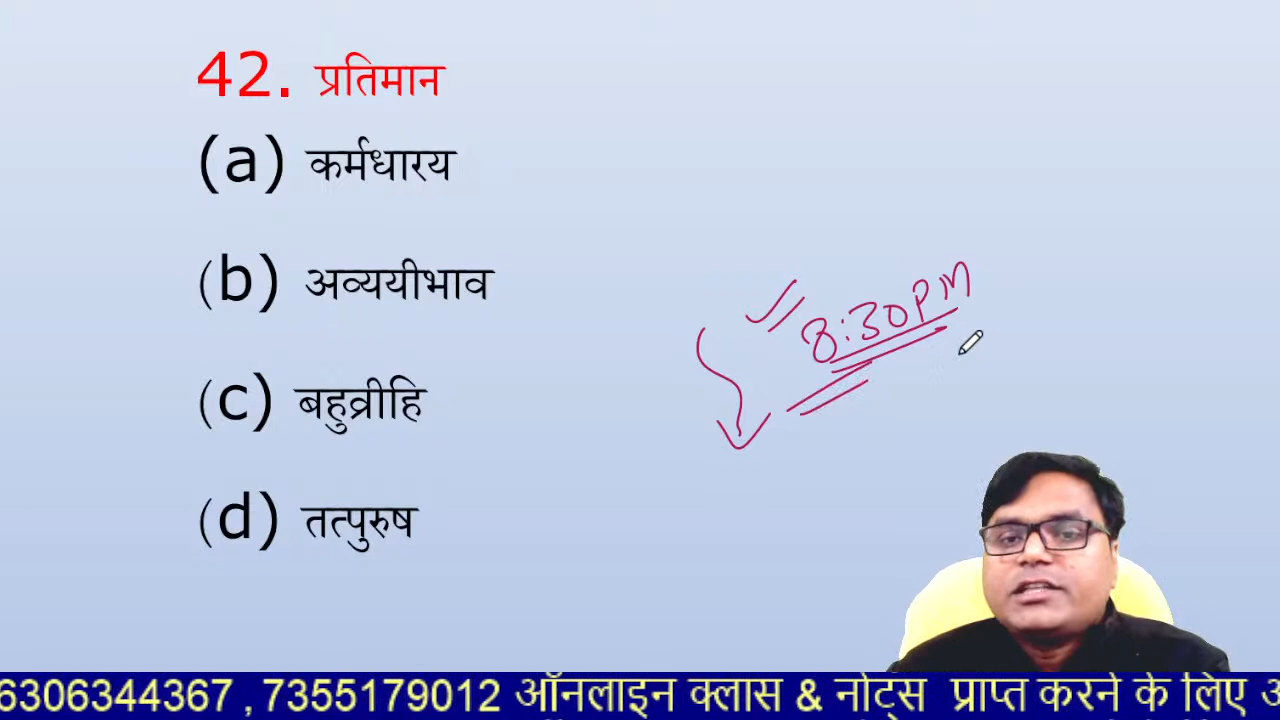 42. प्रतिमान
(a) कर्मधारय
(b) अव्ययीभाव
8:30PM
(c) बहुव्रीहि
(d) तत्पुरुष
6306344367 , 7355179012 ऑनलाइन क्लास & नोट्स प्राप्त करने के लिए